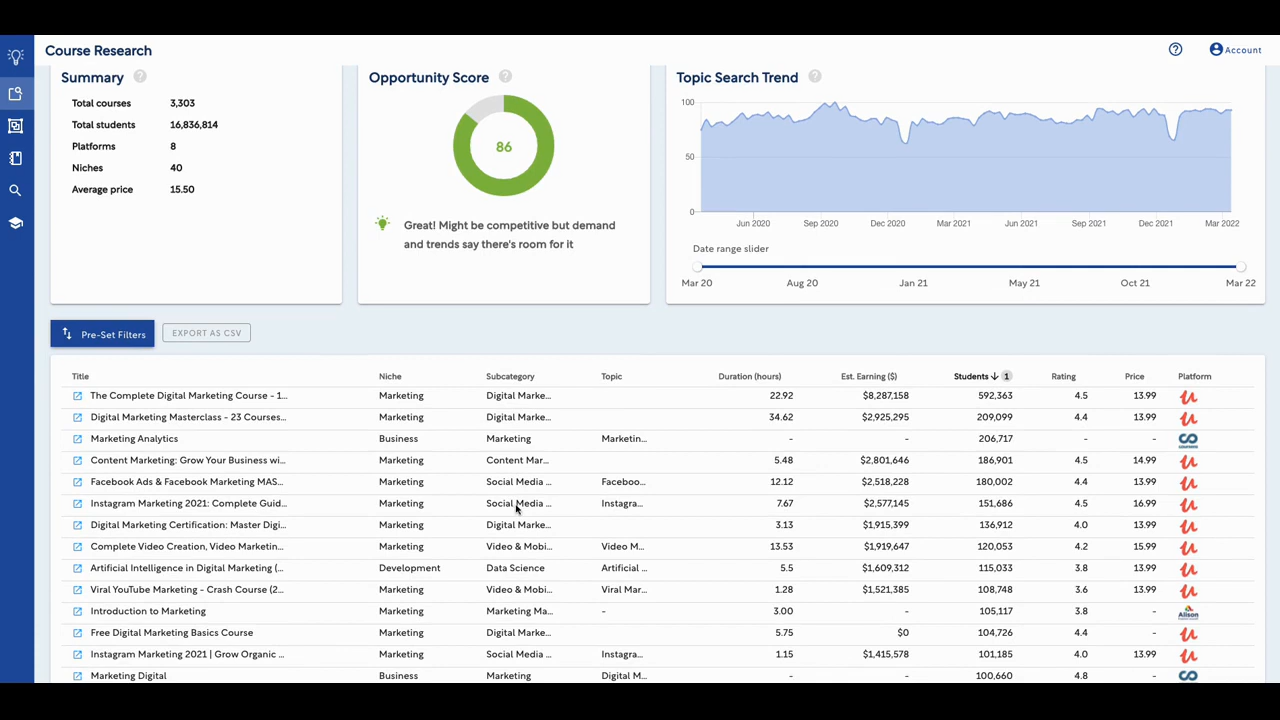 Course Research
Account
Summary
Total courses 3,303
Total students 16,836,814
Platforms 8
Niches 40
Average price 15.50
Opportunity Score
86
Great! Might be competitive but demand
and trends say there's room for it
Topic Search Trend
100
50
0
Jun 2020 Sep 2020 Dec 2020 Mar 2021 Jun 2021 Sep 2021 Dec 2021 Mar 2022
Date range slider
Mar 20 Aug 20 Jan 21 May 21 Oct 21 Mar 22
Pre-Set Filters EXPORT AS CSV
Title Niche Subcategory Topic Duration (hours) Est. Earning ($) Students 1 Rating Price Platform
The Complete Digital Marketing Course - 1... Marketing Digital Marke... 22.92 $8,287,158 592,363 4.5 13.99
Digital Marketing Masterclass - 23 Courses... Marketing Digital Marke... 34.62 $2,925,295 209,099 4.4 13.99
Marketing Analytics Business Marketing Marketin... - - 206,717 - -
Content Marketing: Grow Your Business wi... Marketing Content Mar... 5.48 $2,801,646 186,901 4.5 14.99
Facebook Ads & Facebook Marketing MAS... Marketing Social Media ... Faceboo... 12.12 $2,518,228 180,002 4.4 13.99
Instagram Marketing 2021: Complete Guid... Marketing Social Media ... Instagra... 7.67 $2,577,145 151,686 4.5 16.99
Digital Marketing Certification: Master Digi... Marketing Digital Marke... 3.13 $1,915,399 136,912 4.0 13.99
Complete Video Creation, Video Marketin... Marketing Video & Mobi... Video M... 13.53 $1,919,647 120,053 4.2 15.99
Artificial Intelligence in Digital Marketing (... Development Data Science Artificial ... 5.5 $1,609,312 115,033 3.8 13.99
Viral YouTube Marketing - Crash Course (2... Marketing Video & Mobi... Viral Mar... 1.28 $1,521,385 108,748 3.6 13.99
Introduction to Marketing Marketing Marketing Ma... - 3.00 - 105,117 3.8 - Alison
Free Digital Marketing Basics Course Marketing Digital Marke... 5.75 $0 104,726 4.4 -
Instagram Marketing 2021 | Grow Organic ... Marketing Social Media ... Instagra... 1.15 $1,415,578 101,185 4.0 13.99
Marketing Digital Business Marketing Digital M... - - 100,660 4.8 -